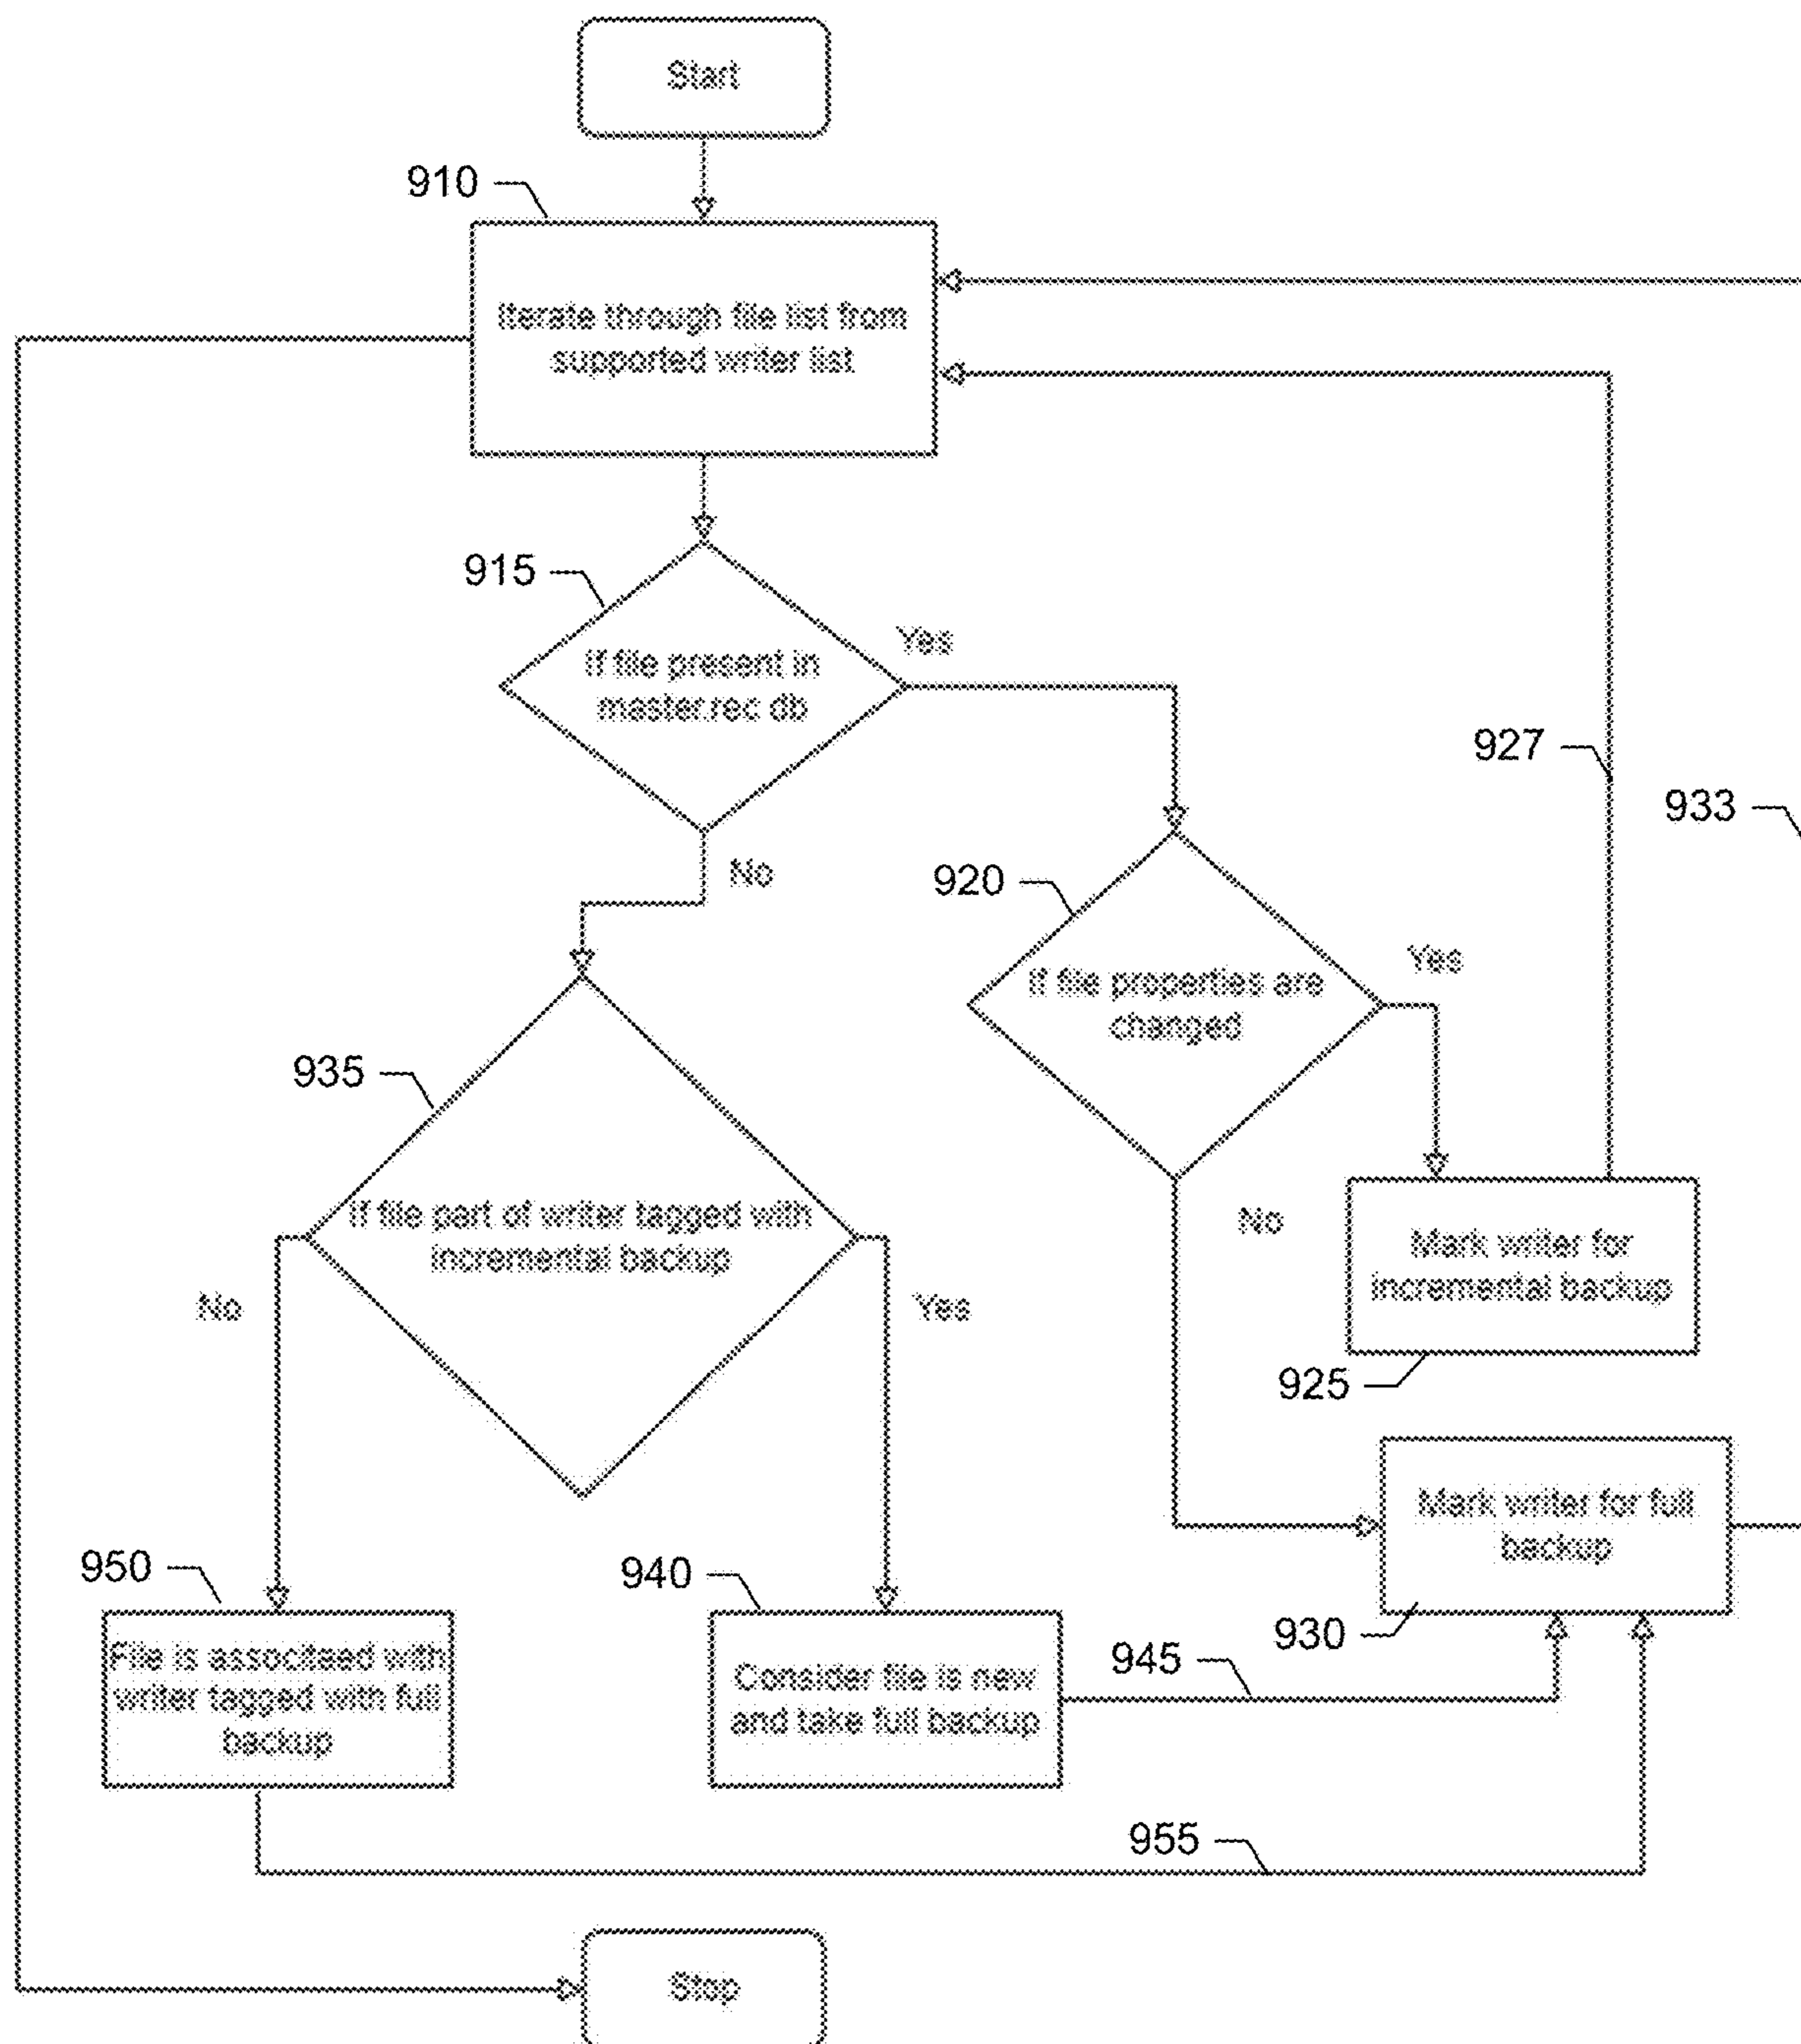 Start
910
Iterate through file list from
supported writer list
915
If file present in
master.rec db
Yes
927
933
No
920
If file properties are
changed
Yes
935
If file part of writer tagged with
incremental backup
No
Yes
No
Mark writer for
incremental backup
925
Mark writer for full
backup
930
950
File is associteed with
writer tagged with full
backup
940
Consider file is new
and take full backup
945
955
Stop